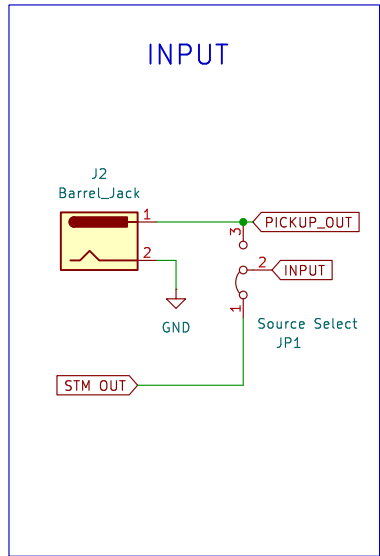 INPUT
J2
Barrel_Jack
1
PICKUP_OUT
3
2
2
INPUT
GND
1
Source Select
JP1
STM OUT